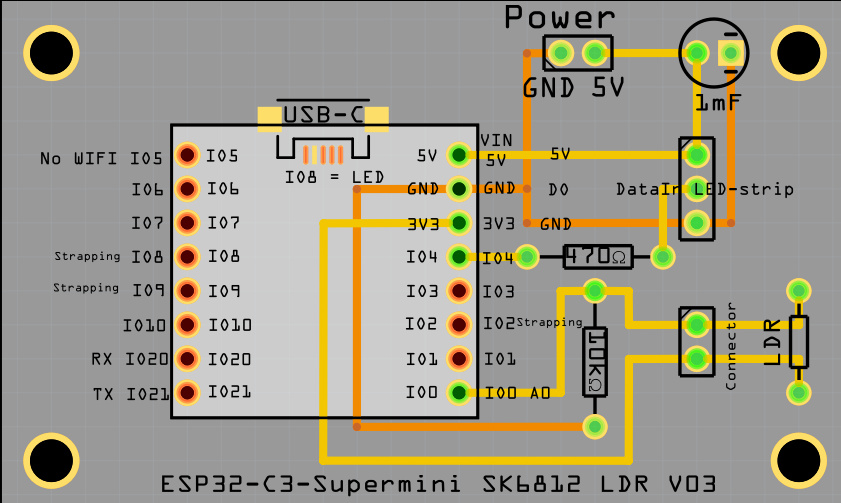 Power
GND 5V
1mF
USB-C
IO8 = LED
VIN
No WIFI IO5 IO5 5V 5V 5V
IO6 IO6 GND GND DO DataIn LED-strip
IO7 IO7 3V3 3V3 GND
Strapping IO8 IO8 IO4 IO4 470Ω
Strapping IO9 IO9 IO3 IO3
IO10 IO10 IO2 IO2 Strapping
RX IO20 IO20 IO1 IO1
TX IO21 IO21 IO0 IO0 A0
10KΩ
Connector
LDR
ESP32-C3-Supermini SK6812 LDR V03